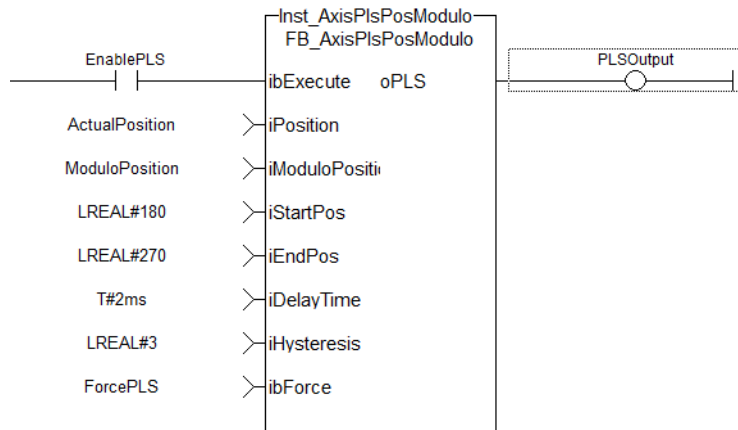 Inst_AxisPlsPosModulo
FB_AxisPlsPosModulo
EnablePLS
PLSOutput
ibExecute oPLS
ActualPosition iPosition
ModuloPosition iModuloPositi
LREAL#180 iStartPos
LREAL#270 iEndPos
T#2ms iDelayTime
LREAL#3 iHysteresis
ForcePLS ibForce